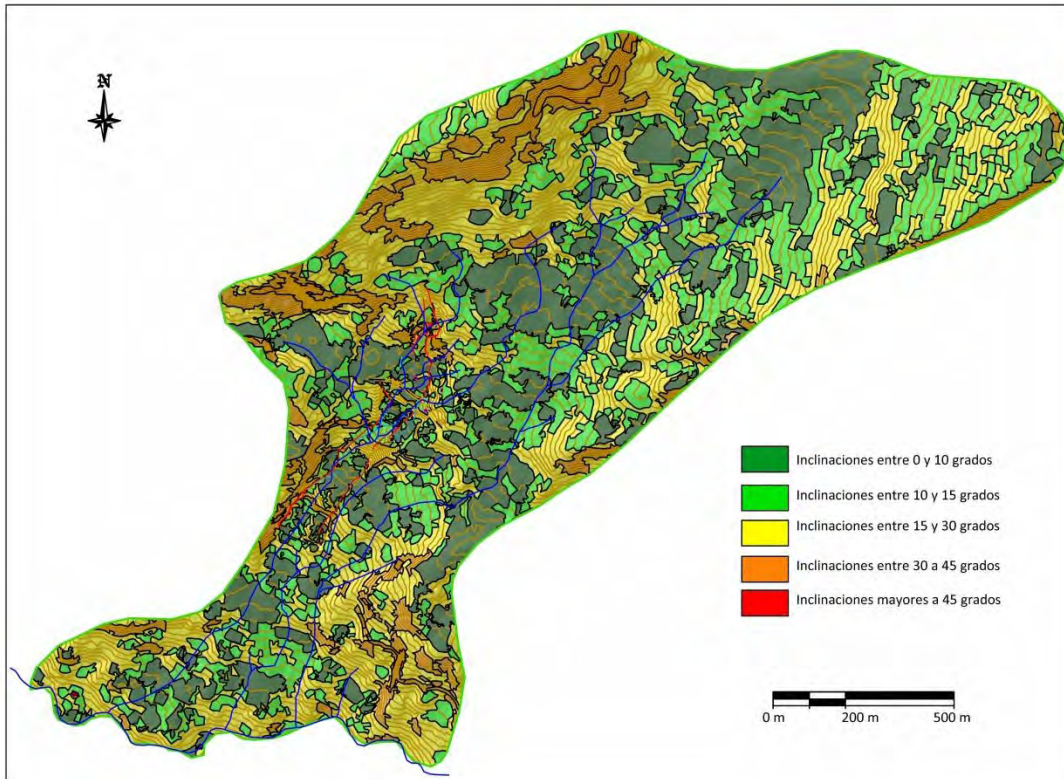 N
Inclinaciones entre 0 y 10 grados
Inclinaciones entre 10 y 15 grados
Inclinaciones entre 15 y 30 grados
Inclinaciones entre 30 a 45 grados
Inclinaciones mayores a 45 grados
0 m 200 m 500 m